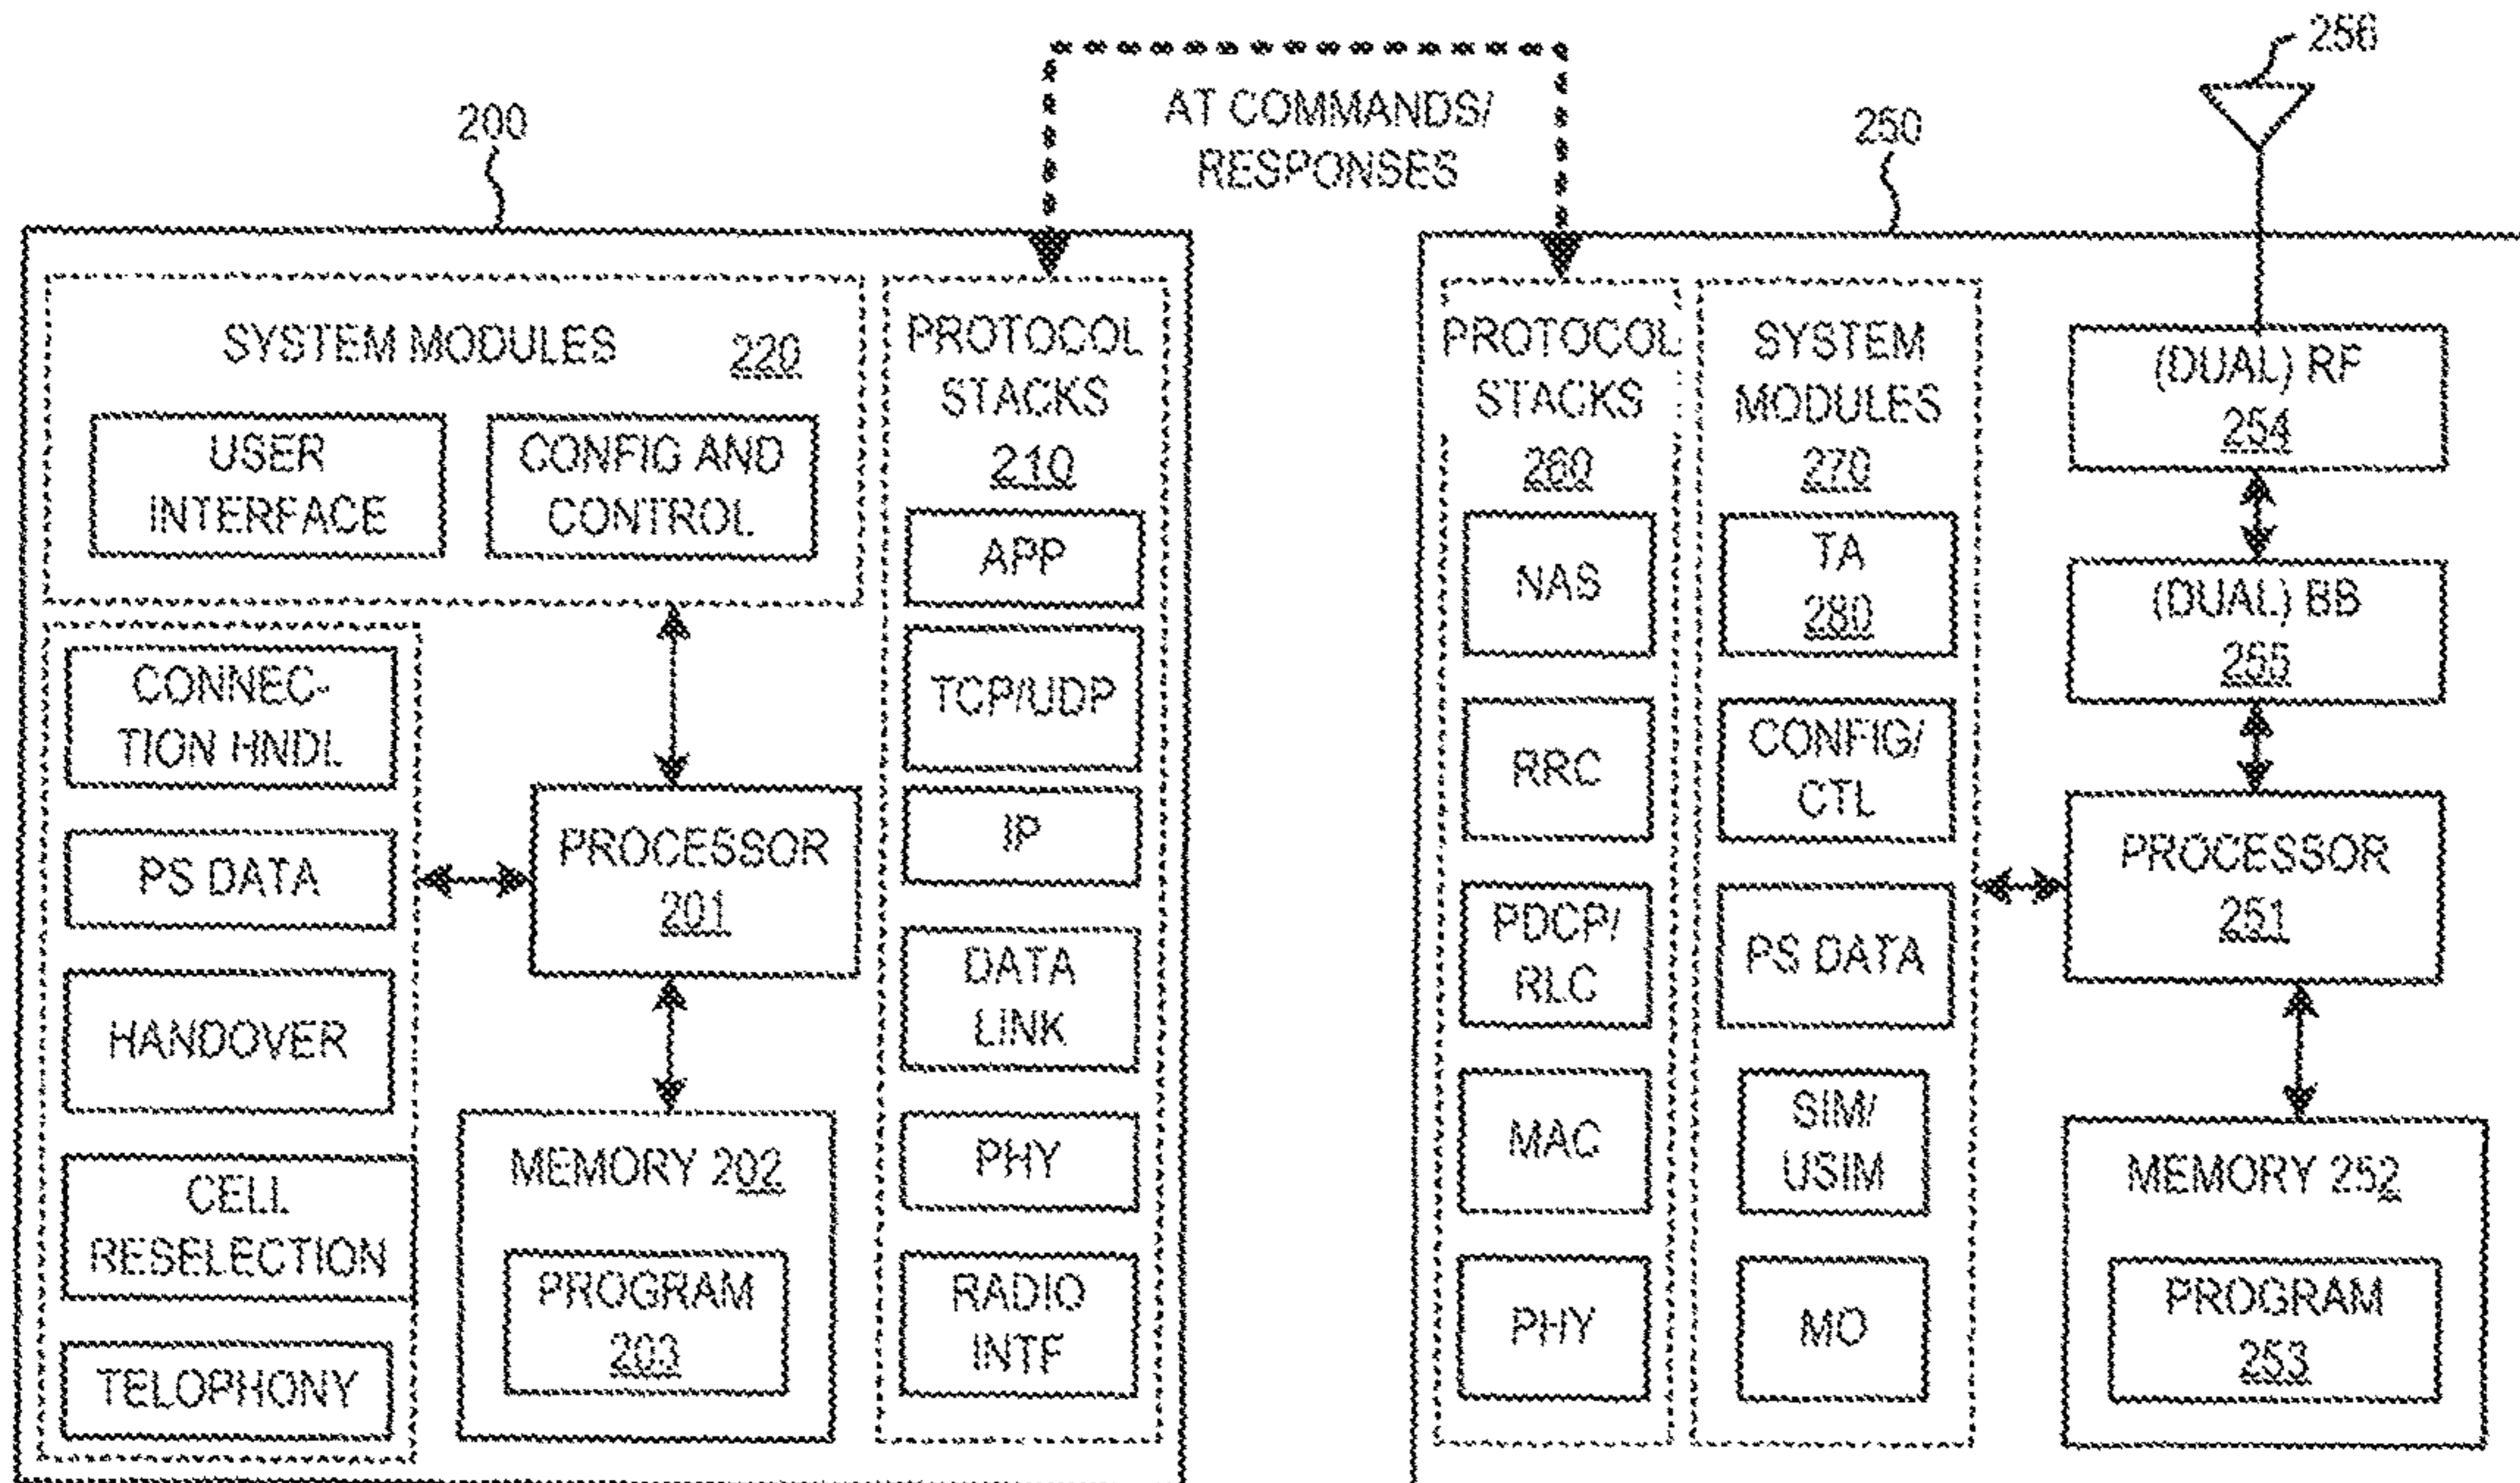 256
AT COMMANDS/
RESPONSES
200
250
SYSTEM MODULES 220
USER
INTERFACE
CONFIG AND
CONTROL
CONNEC-
TION HNDL
PS DATA
HANDOVER
CELL
RESELECTION
TELOPHONY
PROCESSOR
201
MEMORY 202
PROGRAM
203
PROTOCOL
STACKS
210
APP
TCP/UDP
IP
DATA
LINK
PHY
RADIO
INTF
PROTOCOL
STACKS
260
NAS
RRC
PDCP/
RLC
MAC
PHY
SYSTEM
MODULES
270
TA
280
CONFIG/
CTL
PS DATA
SIM/
USIM
MO
(DUAL) RF
254
(DUAL) BB
255
PROCESSOR
251
MEMORY 252
PROGRAM
253